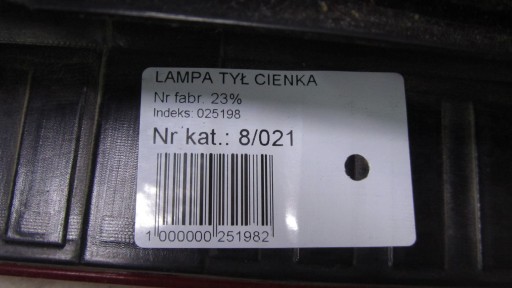 LAMPA TYŁ CIENKA
Nr fabr. 23%
Indeks: 025198
Nr kat.: 8/021
1 000000 251982